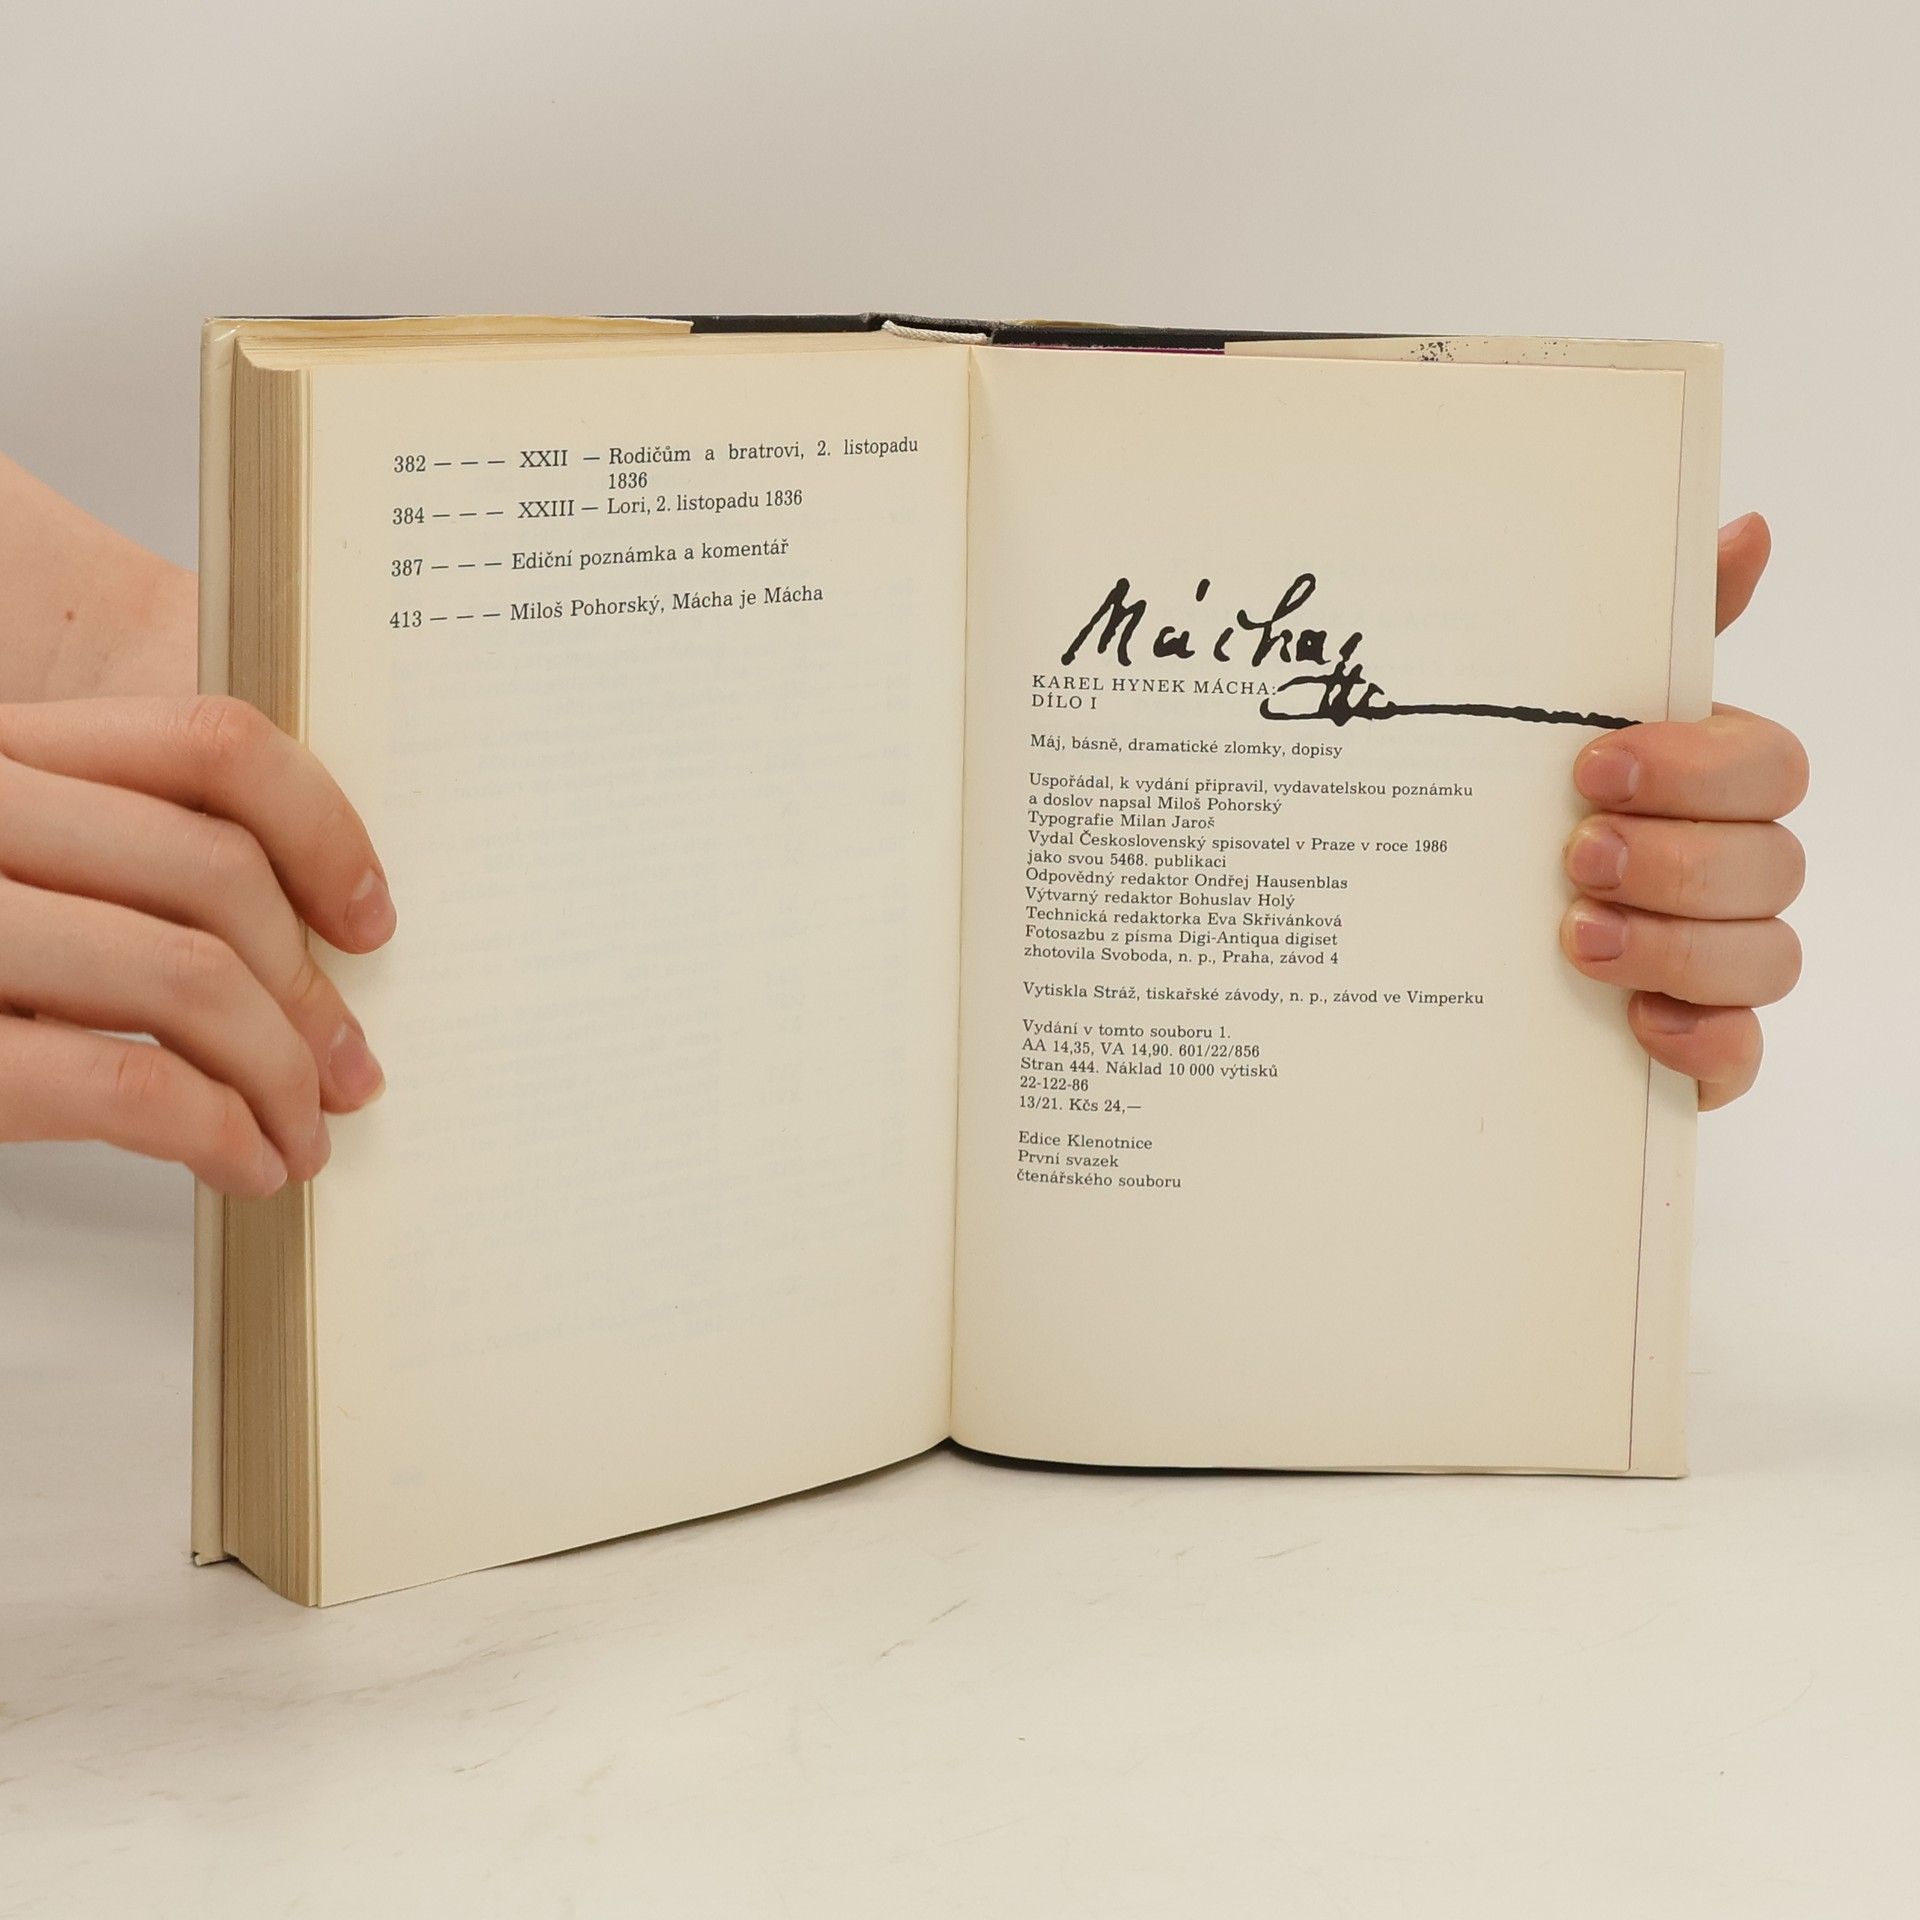 382 — — — XXII — Rodičům a bratrovi, 2. listopadu
1836
384 — — — XXIII — Lori, 2. listopadu 1836
387 — — — Ediční poznámka a komentář
413 — — — Miloš Pohorský, Mácha je Mácha
Mácha
KAREL HYNEK MÁCHA:
DÍLO I
Máj, básně, dramatické zlomky, dopisy
Uspořádal, k vydání připravil, vydavatelskou poznámku
a doslov napsal Miloš Pohorský
Typografie Milan Jaroš
Vydal Československý spisovatel v Praze v roce 1986
jako svou 5468. publikaci
Odpovědný redaktor Ondřej Hausenblas
Výtvarný redaktor Bohuslav Holý
Technická redaktorka Eva Skřivánková
Fotosazbu z písma Digi-Antiqua digiset
zhotovila Svoboda, n. p., Praha, závod 4
Vytiskla Stráž, tiskařské závody, n. p., závod ve Vimperku
Vydání v tomto souboru 1.
AA 14,35, VA 14,90. 601/22/856
Stran 444. Náklad 10 000 výtisků
22-122-86
13/21. Kčs 24,—
Edice Klenotnice
První svazek
čtenářského souboru